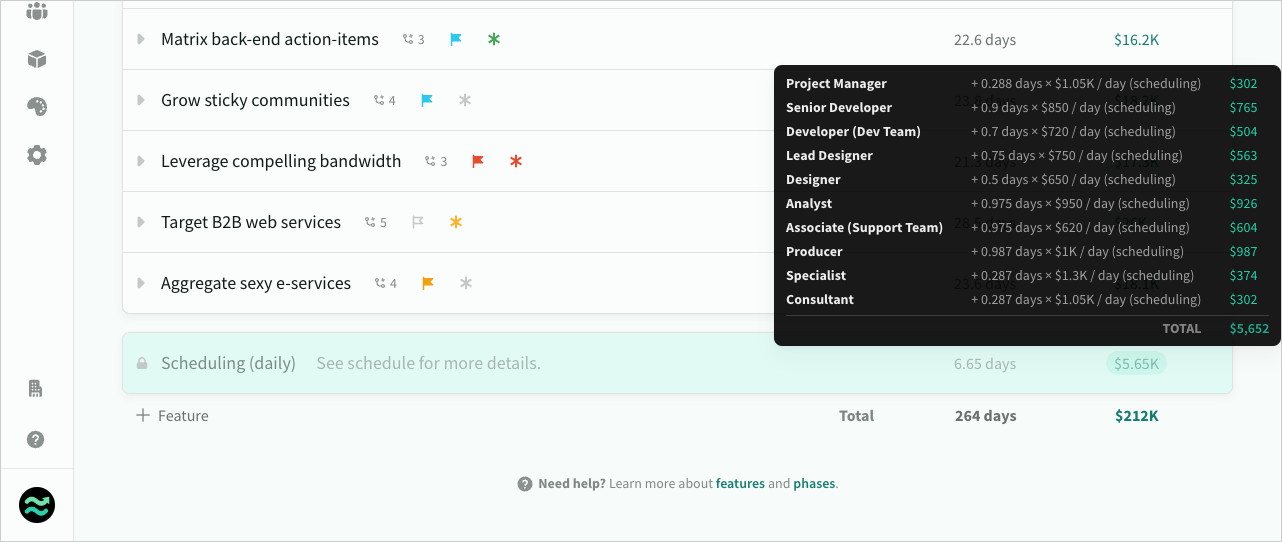 Matrix back-end action-items 3 22.6 days $16.2K
Grow sticky communities 4
Leverage compelling bandwidth 3
Target B2B web services 5
Aggregate sexy e-services 4 23.6 days $18.1K
Project Manager + 0.288 days × $1.05K / day (scheduling) $302
Senior Developer + 0.9 days × $850 / day (scheduling) $765
Developer (Dev Team) + 0.7 days × $720 / day (scheduling) $504
Lead Designer + 0.75 days × $750 / day (scheduling) $563
Designer + 0.5 days × $650 / day (scheduling) $325
Analyst + 0.975 days × $950 / day (scheduling) $926
Associate (Support Team) + 0.975 days × $620 / day (scheduling) $604
Producer + 0.987 days × $1K / day (scheduling) $987
Specialist + 0.287 days × $1.3K / day (scheduling) $374
Consultant + 0.287 days × $1.05K / day (scheduling) $302
TOTAL $5,652
Scheduling (daily) See schedule for more details. 6.65 days $5.65K
Feature Total 264 days $212K
Need help? Learn more about features and phases.